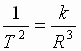 1/T² = k/R³